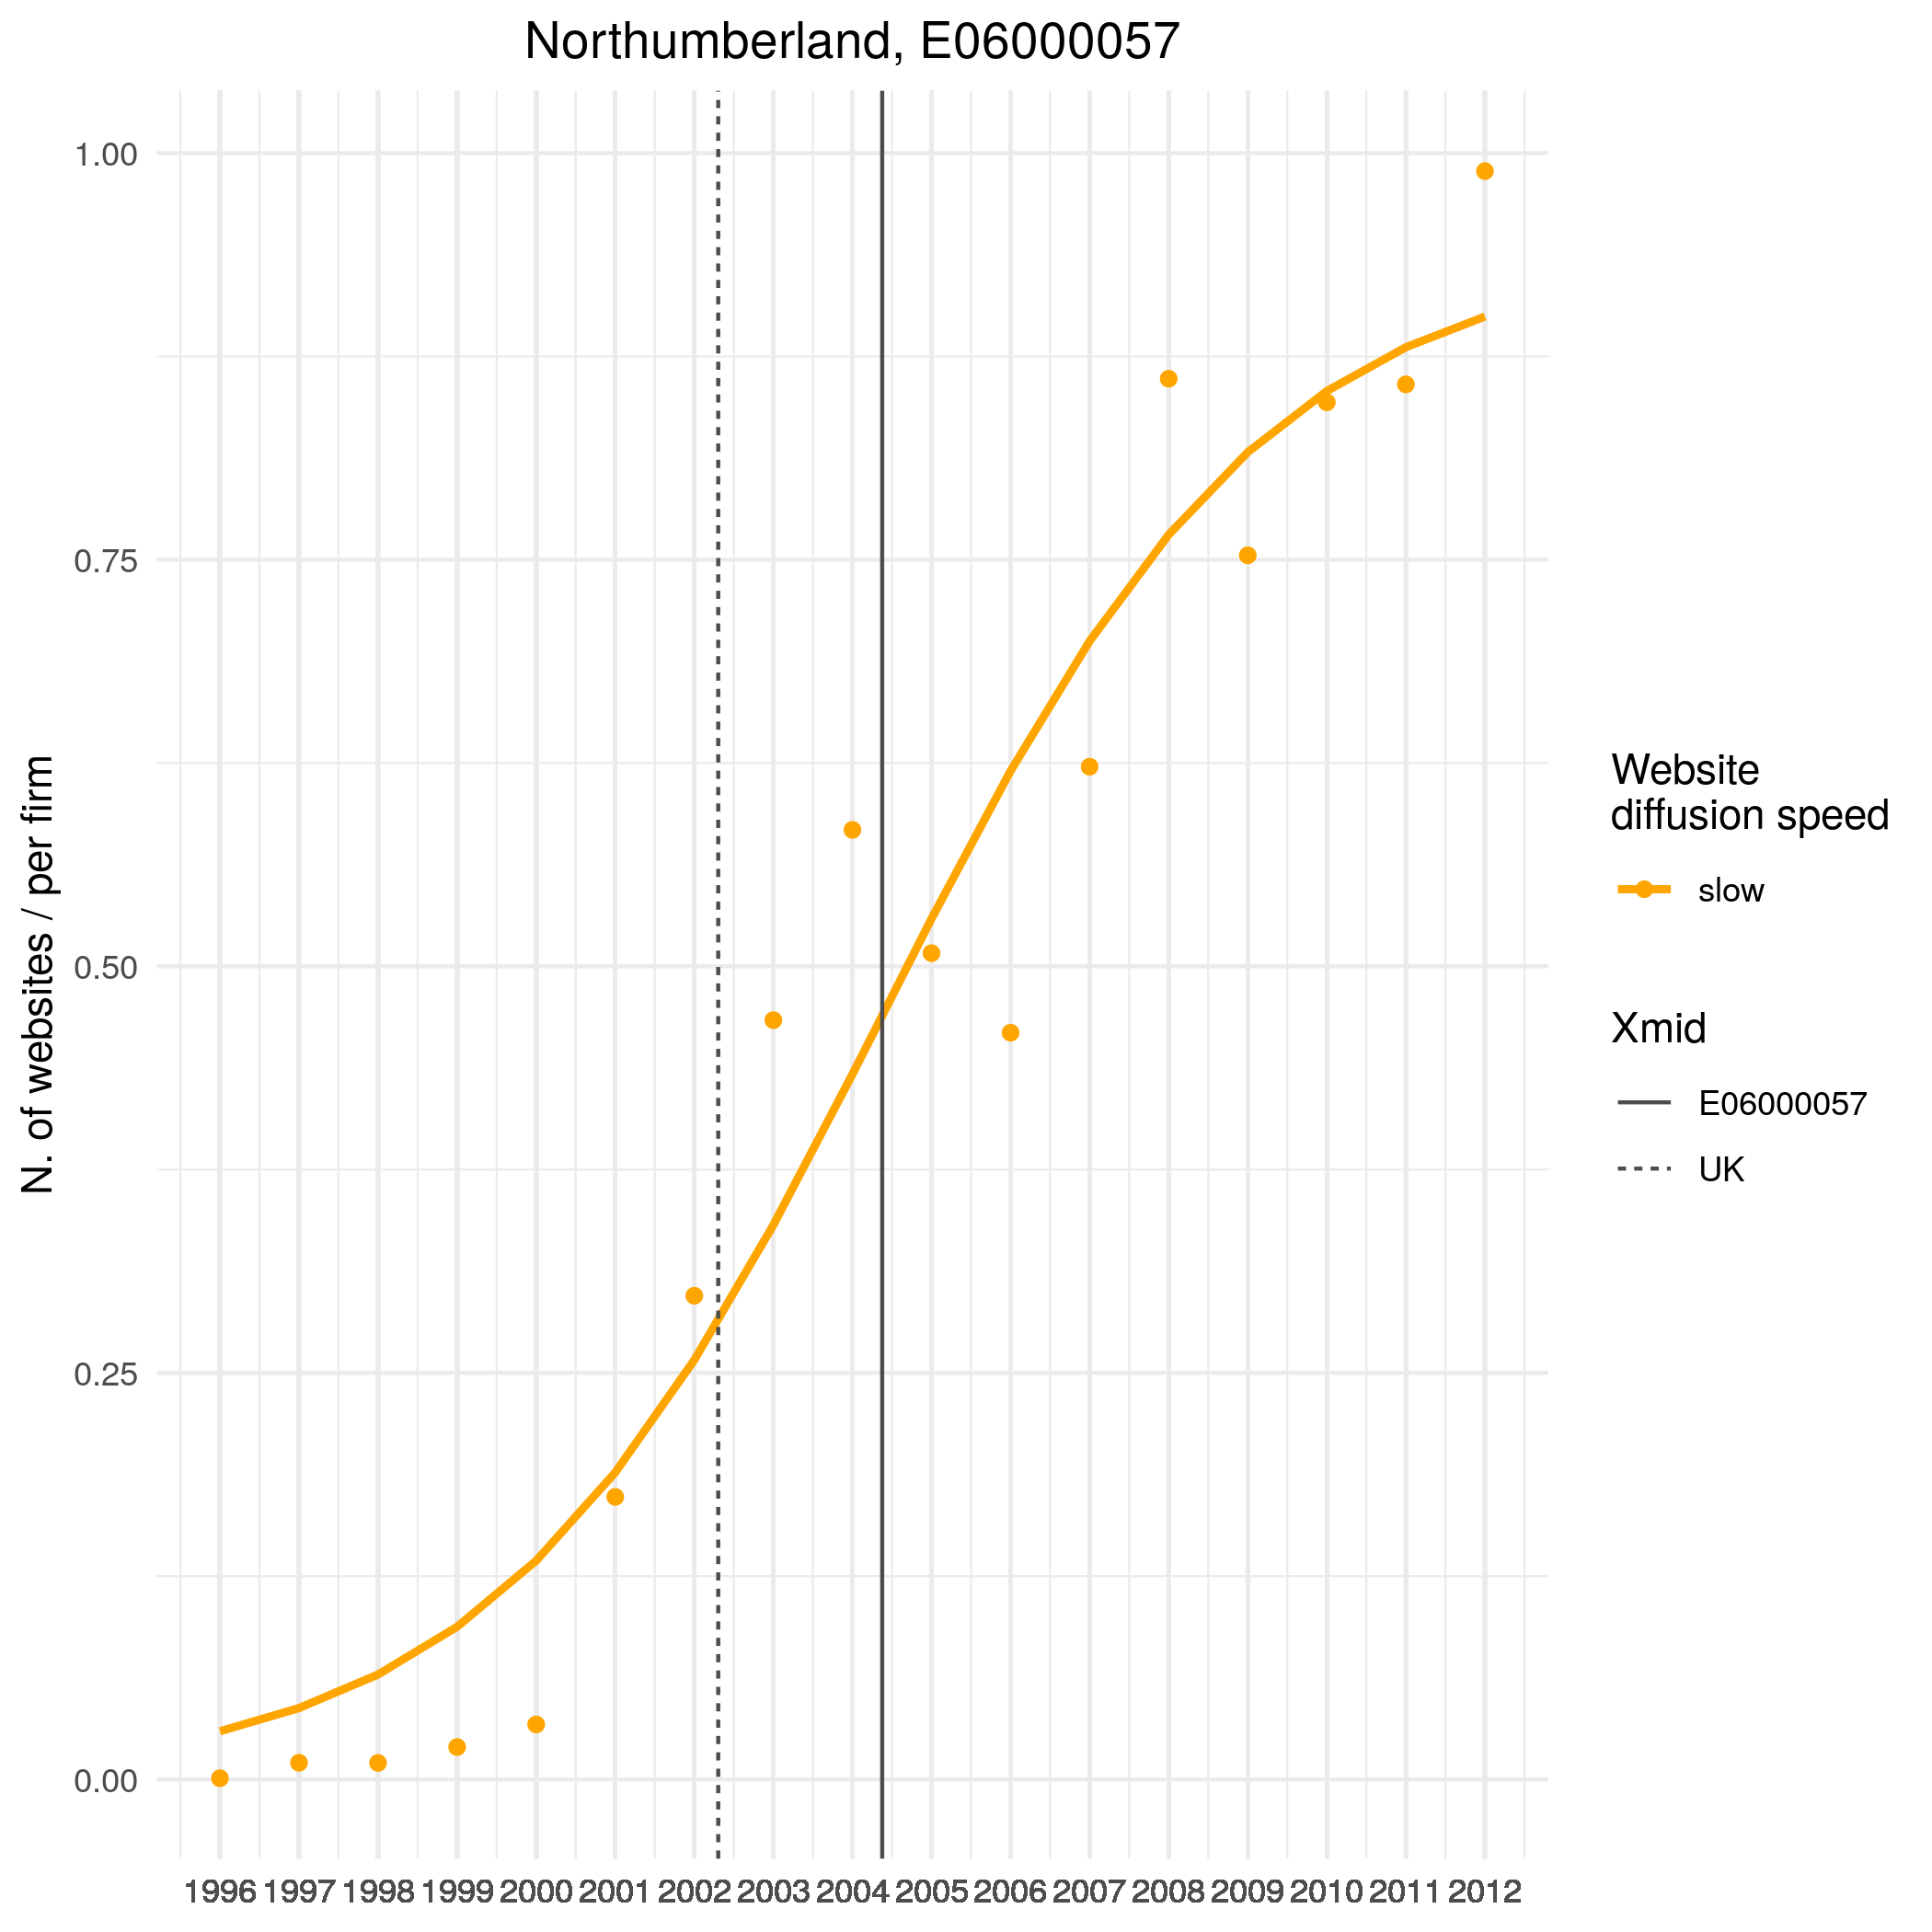 Northumberland, E06000057
N. of websites / per firm
1.00
0.75
0.50
0.25
0.00
1996 1997 1998 1999 2000 2001 2002 2003 2004 2005 2006 2007 2008 2009 2010 2011 2012
Website
diffusion speed
slow
Xmid
E06000057
UK